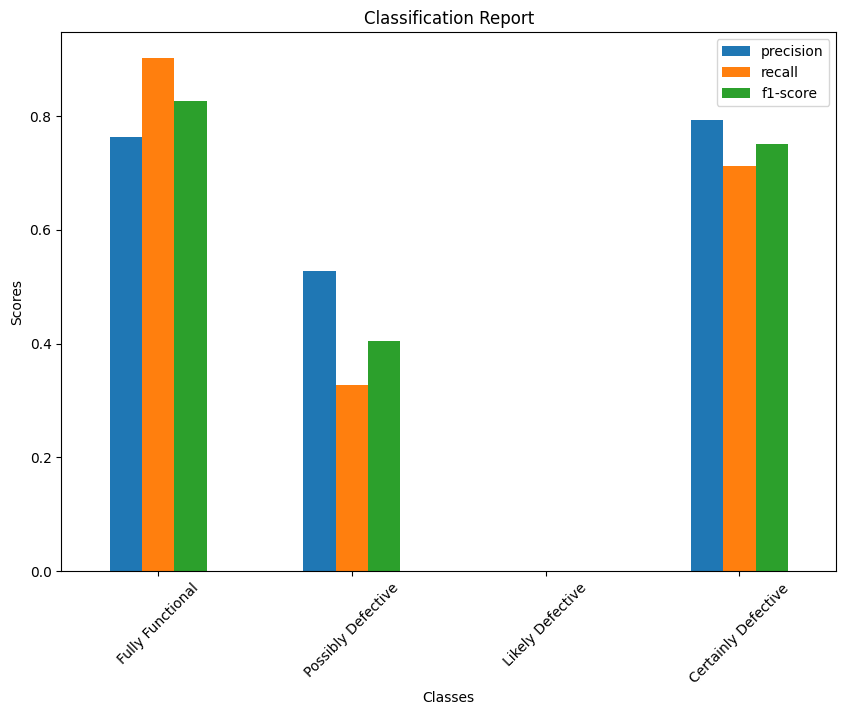 Classification Report
precision
recall
f1-score
Scores
0.8
0.6
0.4
0.2
0.0
Fully Functional
Possibly Defective
Likely Defective
Certainly Defective
Classes